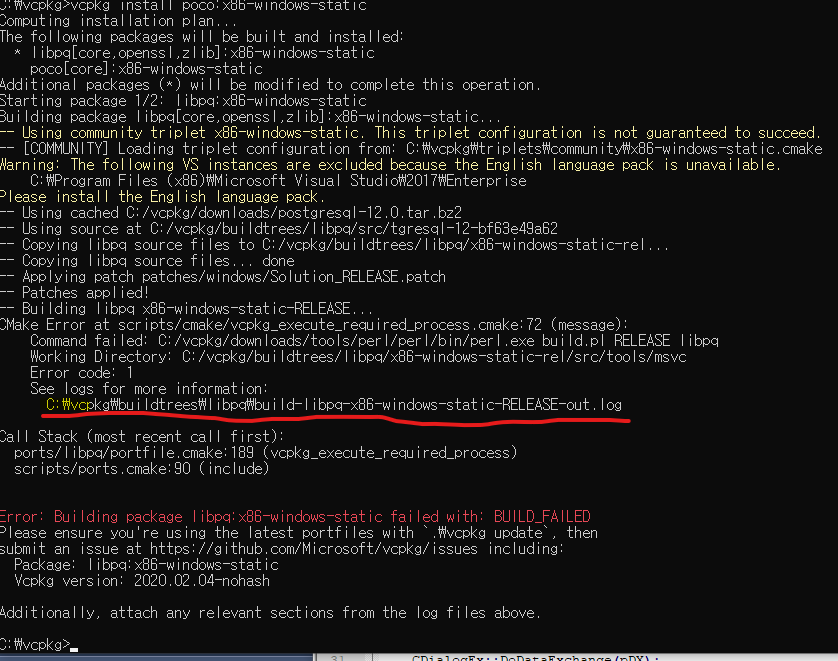 C:₩vcpkg>vcpkg install poco:x86-windows-static
Computing installation plan...
The following packages will be built and installed:
  * libpq[core,openssl,zlib]:x86-windows-static
    poco[core]:x86-windows-static
Additional packages (*) will be modified to complete this operation.
Starting package 1/2: libpq:x86-windows-static
Building package libpq[core,openssl,zlib]:x86-windows-static...
-- Using community triplet x86-windows-static. This triplet configuration is not guaranteed to succeed.
-- [COMMUNITY] Loading triplet configuration from: C:₩vcpkg₩triplets₩community₩x86-windows-static.cmake
Warning: The following VS instances are excluded because the English language pack is unavailable.
    C:₩Program Files (x86)₩Microsoft Visual Studio₩2017₩Enterprise
Please install the English language pack.
-- Using cached C:/vcpkg/downloads/postgresql-12.0.tar.bz2
-- Using source at C:/vcpkg/buildtrees/libpq/src/tgresql-12-bf63e49a62
-- Copying libpq source files to C:/vcpkg/buildtrees/libpq/x86-windows-static-rel...
-- Copying libpq source files... done
-- Applying patch patches/windows/Solution_RELEASE.patch
-- Patches applied!
-- Building libpq x86-windows-static-RELEASE...
CMake Error at scripts/cmake/vcpkg_execute_required_process.cmake:72 (message):
    Command failed: C:/vcpkg/downloads/tools/perl/perl/bin/perl.exe build.pl RELEASE libpq
    Working Directory: C:/vcpkg/buildtrees/libpq/x86-windows-static-rel/src/tools/msvc
    Error code: 1
    See logs for more information:
      C:₩vcpkg₩buildtrees₩libpq₩build-libpq-x86-windows-static-RELEASE-out.log
Call Stack (most recent call first):
  ports/libpq/portfile.cmake:189 (vcpkg_execute_required_process)
  scripts/ports.cmake:90 (include)
Error: Building package libpq:x86-windows-static failed with: BUILD_FAILED
Please ensure you're using the latest portfiles with `.₩vcpkg update`, then
submit an issue at https://github.com/Microsoft/vcpkg/issues including:
  Package: libpq:x86-windows-static
  Vcpkg version: 2020.02.04-nohash
Additionally, attach any relevant sections from the log files above.
C:₩vcpkg>
31 CDialogEx::DoDataExchange(pDX);